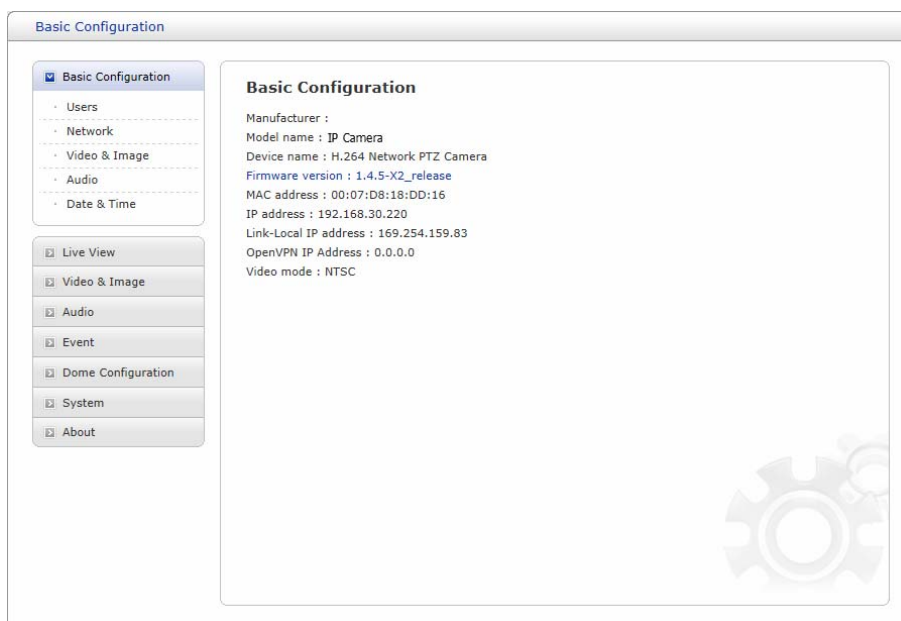 Basic Configuration
Basic Configuration
Users
Network
Video & Image
Audio
Date & Time
Live View
Video & Image
Audio
Event
Dome Configuration
System
About
Basic Configuration
Manufacturer :
Model name : IP Camera
Device name : H.264 Network PTZ Camera
Firmware version : 1.4.5-X2_release
MAC address : 00:07:D8:18:DD:16
IP address : 192.168.30.220
Link-Local IP address : 169.254.159.83
OpenVPN IP Address : 0.0.0.0
Video mode : NTSC